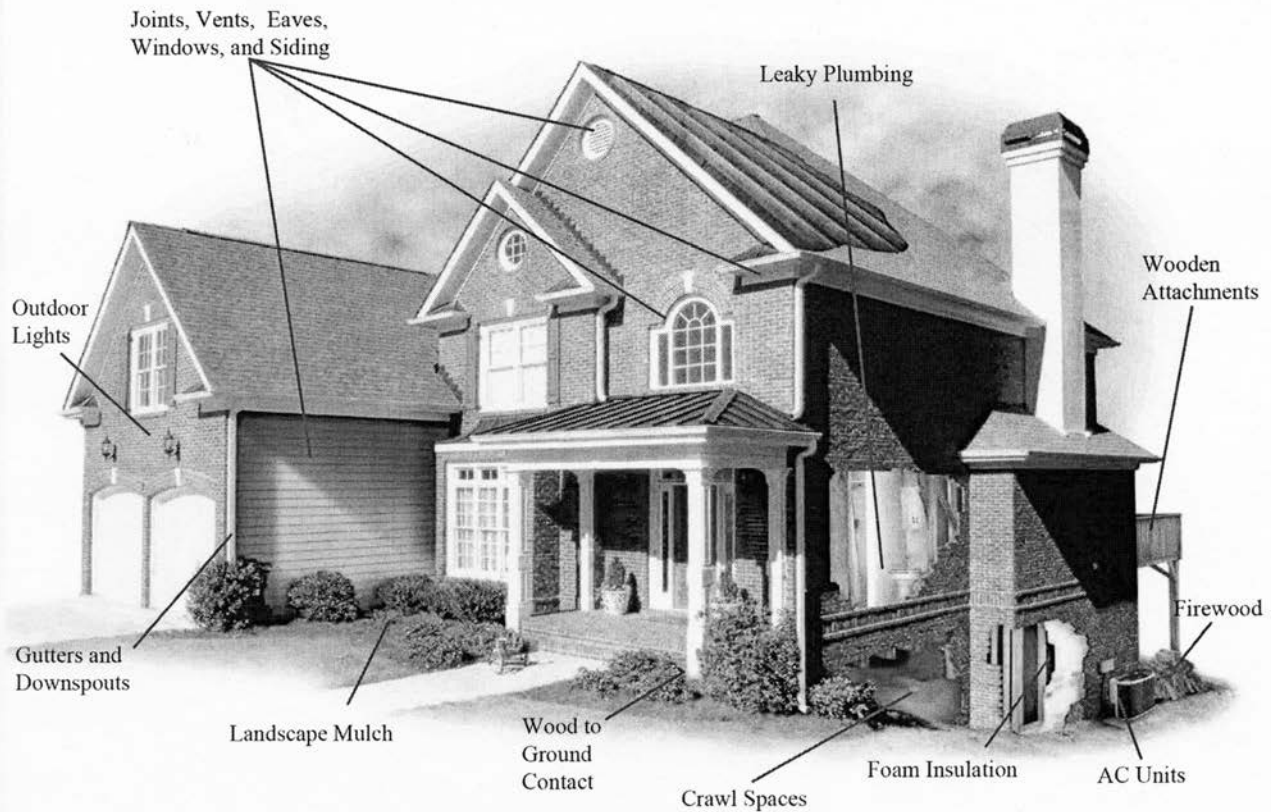 Joints, Vents, Eaves,
Windows, and Siding
Leaky Plumbing
Wooden
Attachments
Outdoor
Lights
Firewood
Gutters and
Downspouts
Landscape Mulch
Wood to
Ground
Contact
Crawl Spaces
Foam Insulation
AC Units